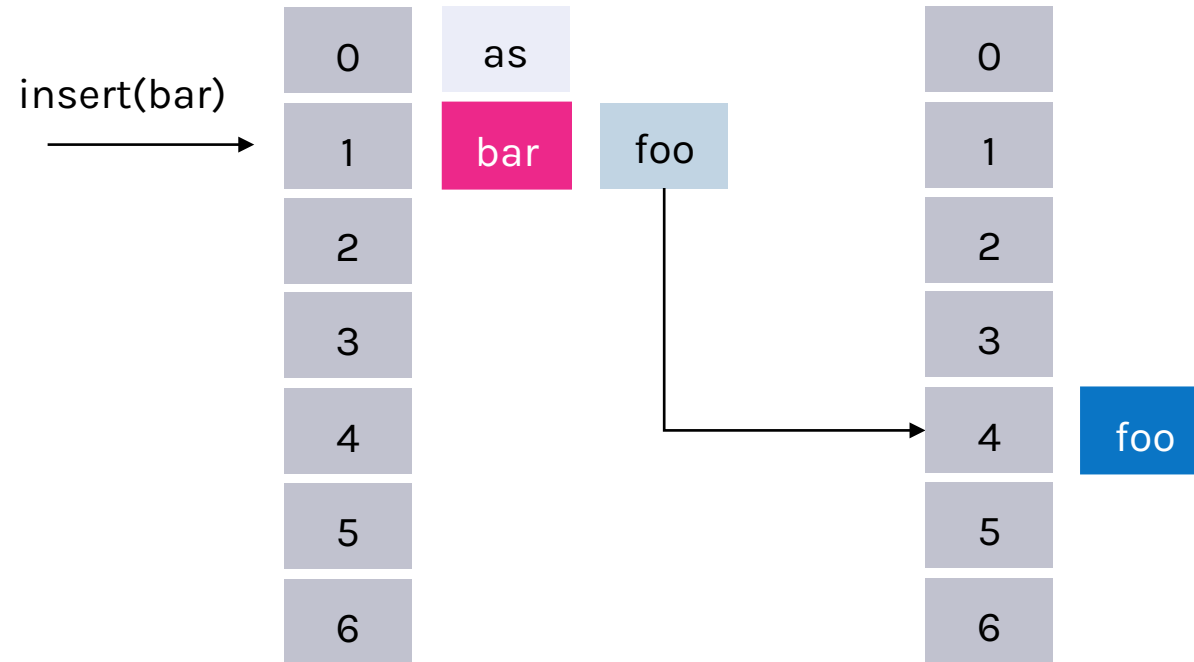 insert(bar)
0 as 0
1 bar foo 1
2 2
3 3
4 4 foo
5 5
6 6